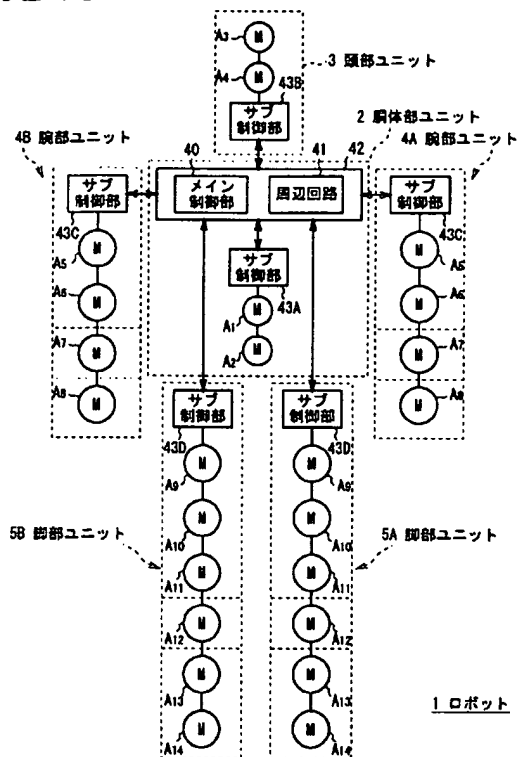 A3
M
A4
M
3 頭部ユニット
43B
サブ
制御部
2 胴体部ユニット
4B 腕部ユニット
4A 腕部ユニット
40
41
42
メイン
制御部
周辺回路
サブ
制御部
43C
A5
M
A6
M
A7
M
A8
M
サブ
制御部
43A
A1
M
A2
M
サブ
制御部
43C
M
A5
M
A6
M
A7
M
A8
サブ
制御部
43D
A9
M
A10
M
A11
M
A12
M
A13
M
A14
M
サブ
制御部
43D
M
A9
M
A10
M
A11
M
A12
M
A13
M
A14
5B 脚部ユニット
5A 脚部ユニット
1 ロボット